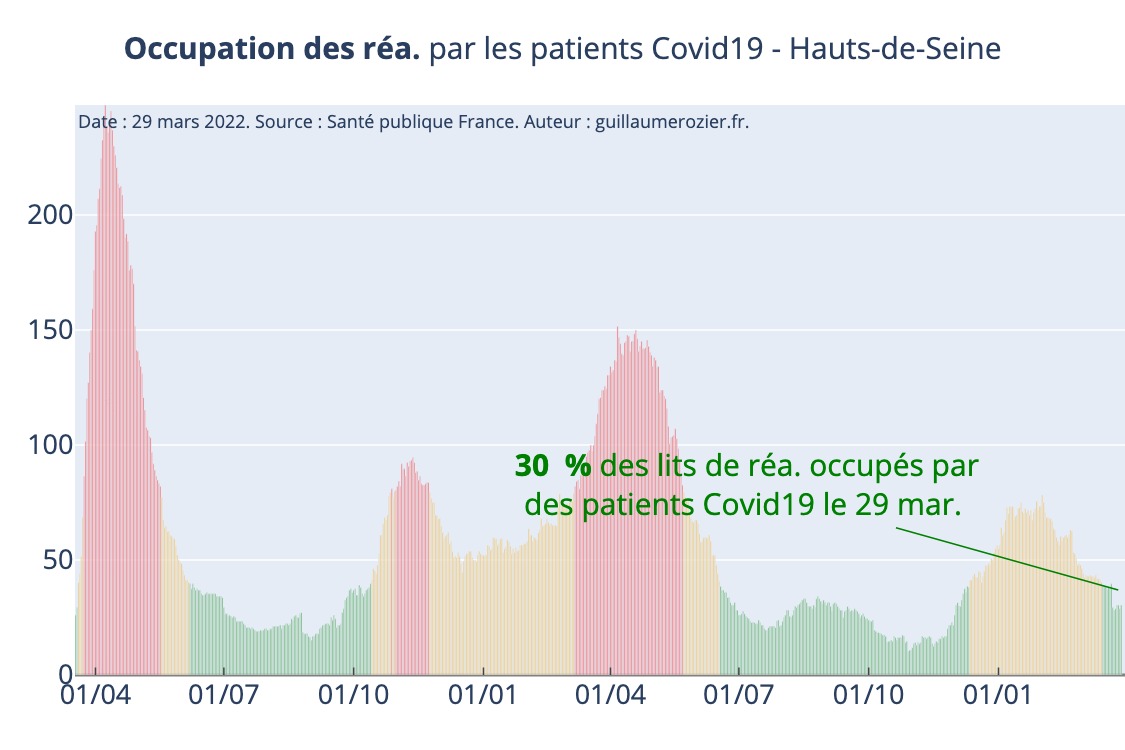 Occupation des réa. par les patients Covid19 - Hauts-de-Seine
Date : 29 mars 2022. Source : Santé publique France. Auteur : guillaumerozier.fr.
200
150
100
30  % des lits de réa. occupés par
des patients Covid19 le 29 mar.
50
0
01/04 01/07 01/10 01/01 01/04 01/07 01/10 01/01